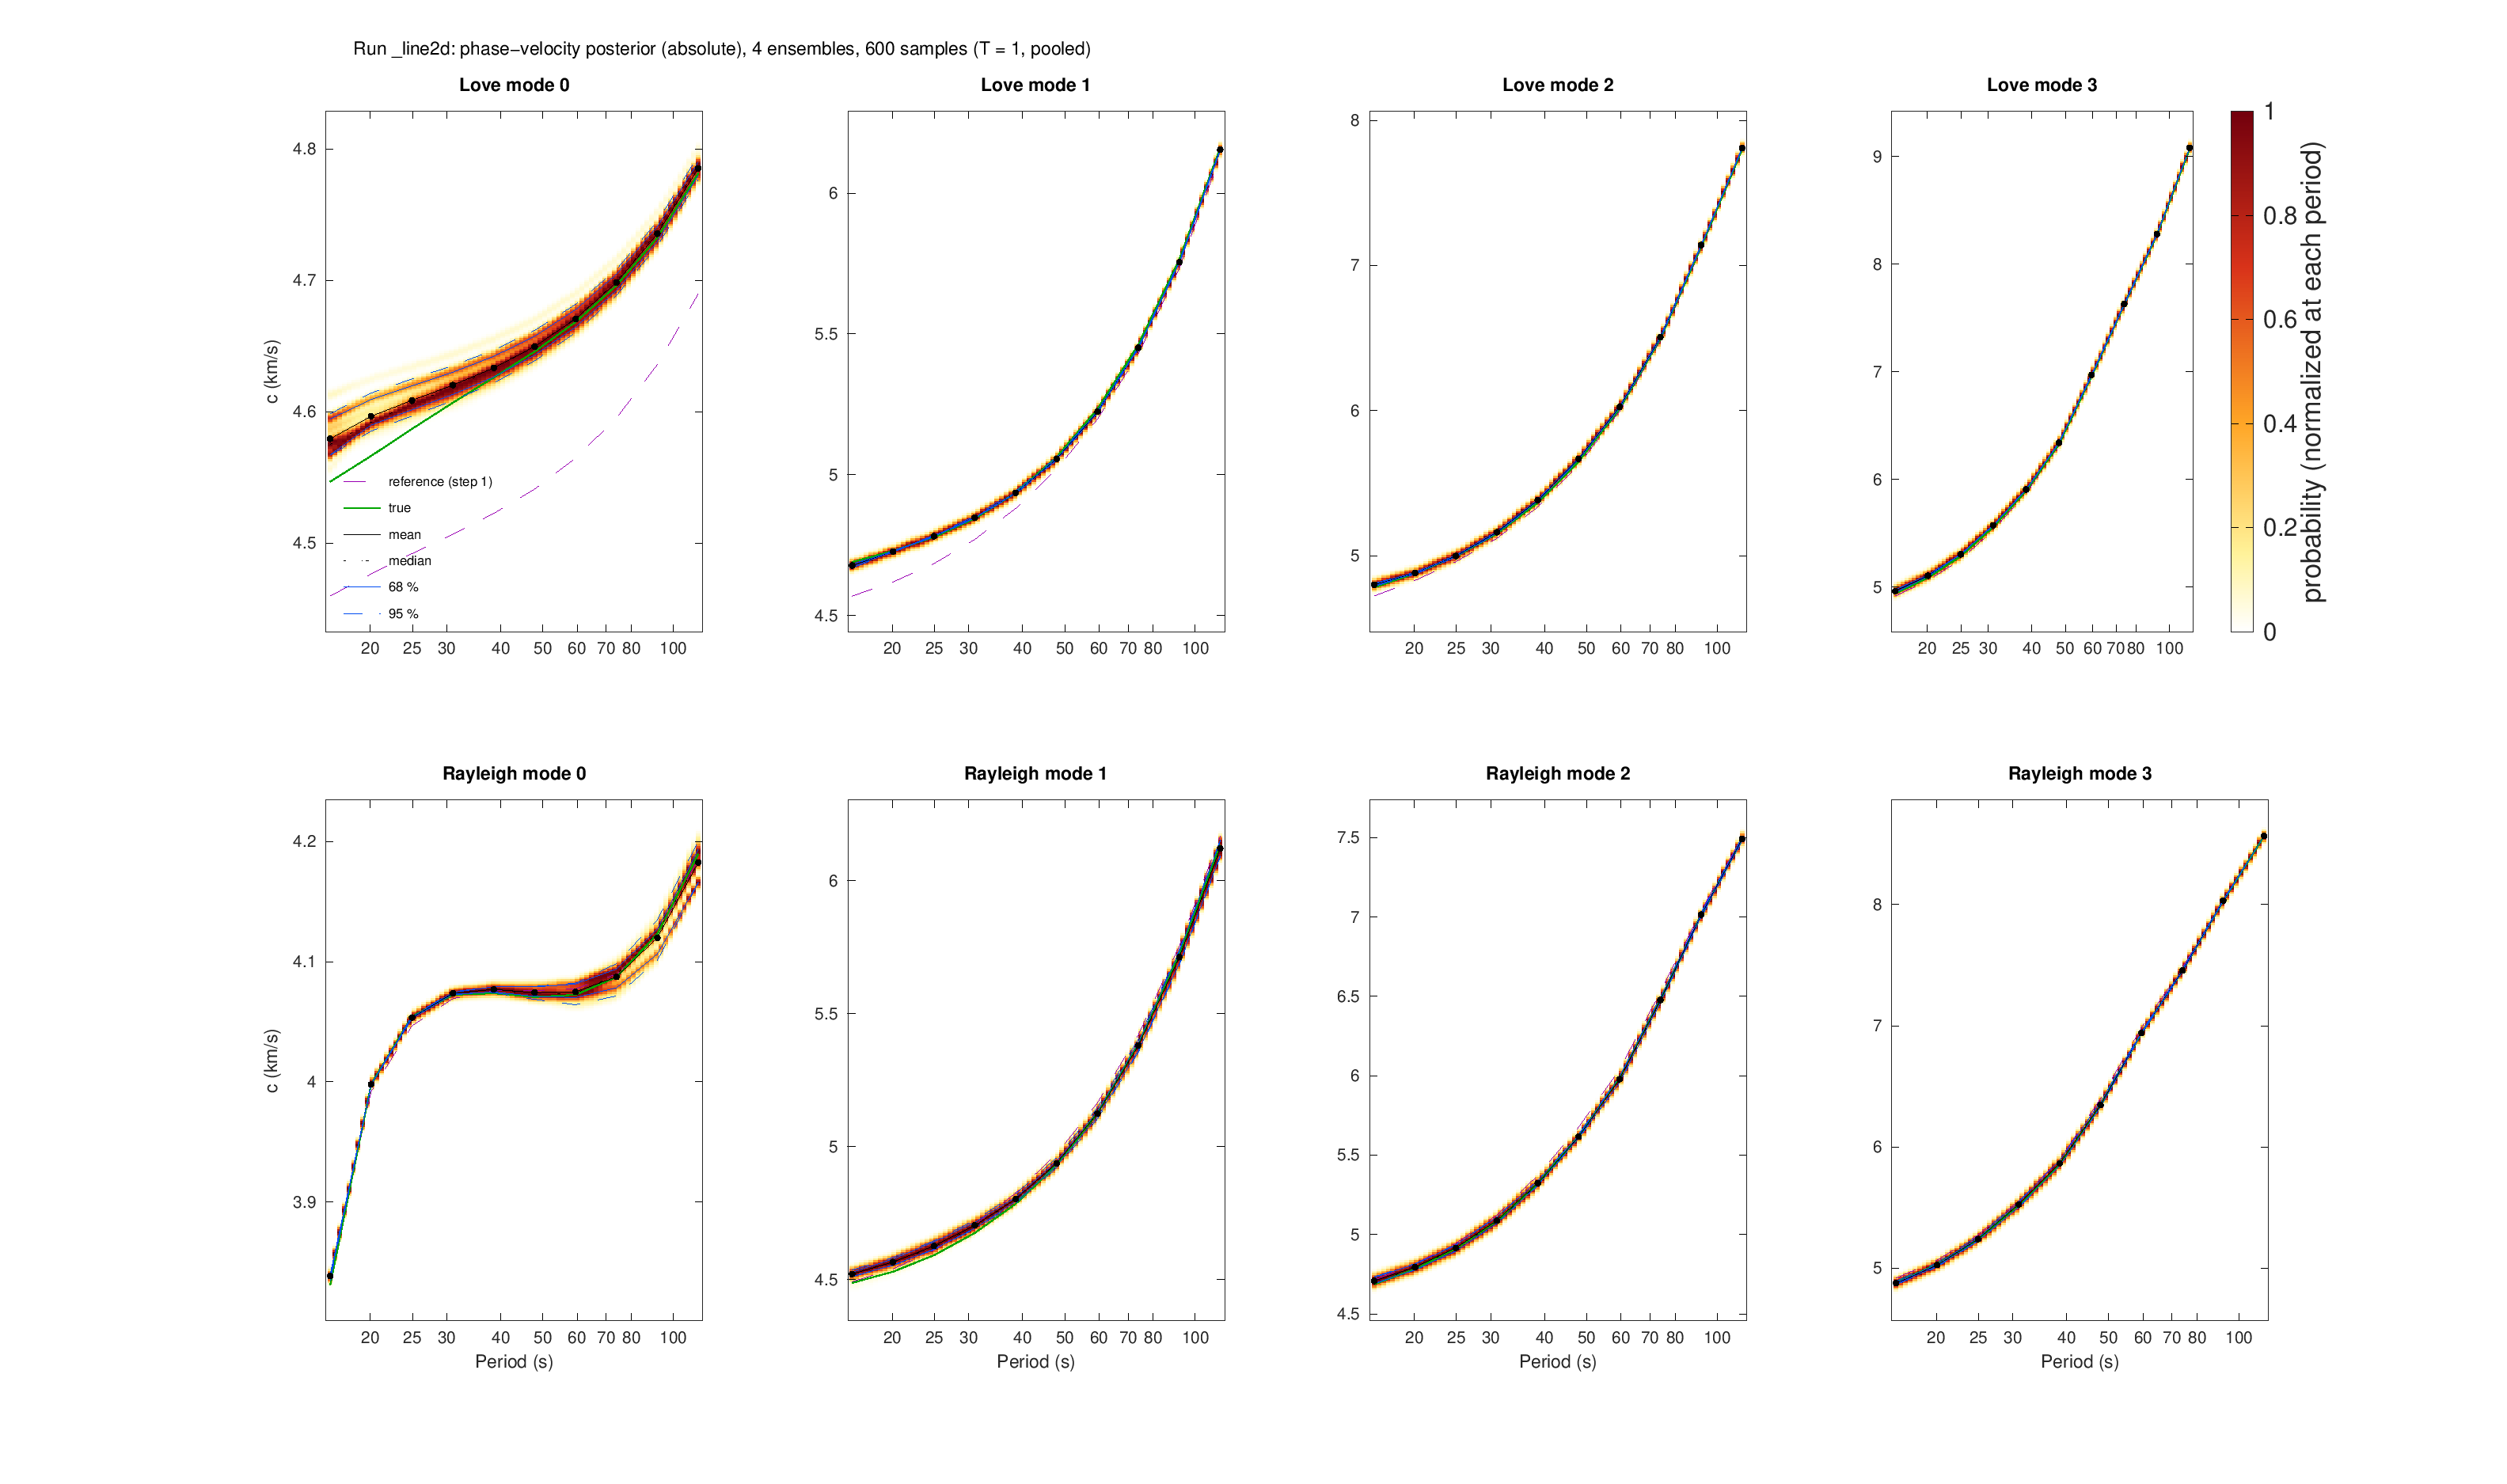 Run _line2d: phase−velocity posterior (absolute), 4 ensembles, 600 samples (T = 1, pooled)
Love mode 0
Love mode 1
Love mode 2
Love mode 3
c (km/s)
4.8
4.7
4.6
4.5
reference (step 1)
true
mean
median
68 %
95 %
20 25 30 40 50 60 70 80 100
6
5.5
5
4.5
20 25 30 40 50 60 70 80 100
8
7
6
5
20 25 30 40 50 60 70 80 100
9
8
7
6
5
20 25 30 40 50 60 70 80 100
1
0.8
0.6
0.4
0.2
0
probability (normalized at each period)
Rayleigh mode 0
Rayleigh mode 1
Rayleigh mode 2
Rayleigh mode 3
c (km/s)
4.2
4.1
4
3.9
20 25 30 40 50 60 70 80 100
Period (s)
6
5.5
5
4.5
20 25 30 40 50 60 70 80 100
Period (s)
7.5
7
6.5
6
5.5
5
4.5
20 25 30 40 50 60 70 80 100
Period (s)
8
7
6
5
20 25 30 40 50 60 70 80 100
Period (s)